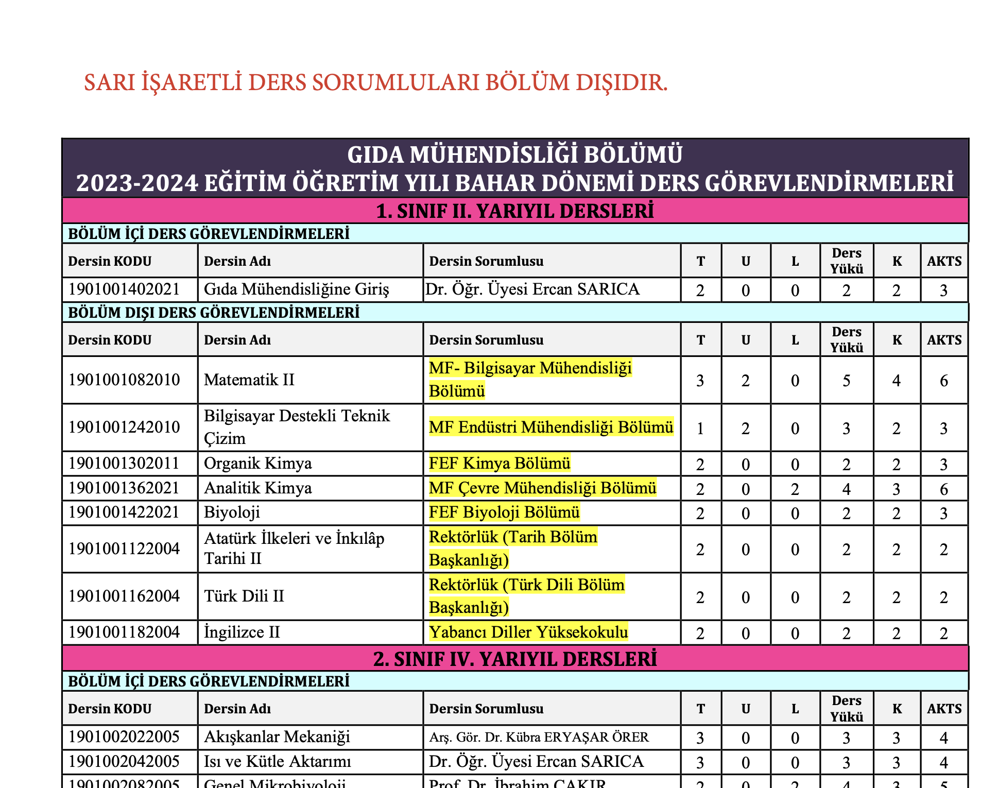 SARI İŞARETLİ DERS SORUMLULARI BÖLÜM DIŞIDIR.
GIDA MÜHENDİSLİĞİ BÖLÜMÜ
2023-2024 EĞİTİM ÖĞRETİM YILI BAHAR DÖNEMİ DERS GÖREVLENDİRMELERİ
1. SINIF II. YARIYIL DERSLERİ
BÖLÜM İÇİ DERS GÖREVLENDİRMELERİ
Dersin KODU Dersin Adı Dersin Sorumlusu T U L Ders Yükü K AKTS
1901001402021 Gıda Mühendisliğine Giriş Dr. Öğr. Üyesi Ercan SARICA 2 0 0 2 2 3
BÖLÜM DIŞI DERS GÖREVLENDİRMELERİ
Dersin KODU Dersin Adı Dersin Sorumlusu T U L Ders Yükü K AKTS
1901001082010 Matematik II MF- Bilgisayar Mühendisliği Bölümü 3 2 0 5 4 6
1901001242010 Bilgisayar Destekli Teknik Çizim MF Endüstri Mühendisliği Bölümü 1 2 0 3 2 3
1901001302011 Organik Kimya FEF Kimya Bölümü 2 0 0 2 2 3
1901001362021 Analitik Kimya MF Çevre Mühendisliği Bölümü 2 0 2 4 3 6
1901001422021 Biyoloji FEF Biyoloji Bölümü 2 0 0 2 2 3
1901001122004 Atatürk İlkeleri ve İnkılâp Tarihi II Rektörlük (Tarih Bölüm Başkanlığı) 2 0 0 2 2 2
1901001162004 Türk Dili II Rektörlük (Türk Dili Bölüm Başkanlığı) 2 0 0 2 2 2
1901001182004 İngilizce II Yabancı Diller Yüksekokulu 2 0 0 2 2 2
2. SINIF IV. YARIYIL DERSLERİ
BÖLÜM İÇİ DERS GÖREVLENDİRMELERİ
Dersin KODU Dersin Adı Dersin Sorumlusu T U L Ders Yükü K AKTS
1901002022005 Akışkanlar Mekaniği Arş. Gör. Dr. Kübra ERYAŞAR ÖRER 3 0 0 3 3 4
1901002042005 Isı ve Kütle Aktarımı Dr. Öğr. Üyesi Ercan SARICA 3 0 0 3 3 4
1901002082005 Genel Mikrobiyoloji Prof. Dr. İbrahim ÇAKIR 2 0 2 4 3 5